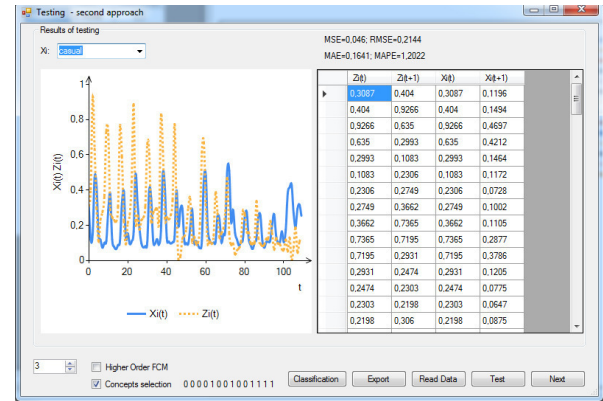 Testing - second approach
Results of testing
Xi: casual
MSE=0,046; RMSE=0,2144
MAE=0,1641; MAPE=1,2022
Zi(t) Zi(t+1) Xi(t) Xi(t+1)
0,3087 0,404 0,3087 0,1196
0,404 0,9266 0,404 0,1494
0,9266 0,635 0,9266 0,4697
0,635 0,2993 0,635 0,4212
0,2993 0,1083 0,2993 0,1464
0,1083 0,2306 0,1083 0,1172
0,2306 0,2749 0,2306 0,0728
0,2749 0,3662 0,2749 0,1002
0,3662 0,7365 0,3662 0,1105
0,7365 0,7195 0,7365 0,2877
0,7195 0,2931 0,7195 0,3786
0,2931 0,2474 0,2931 0,1205
0,2474 0,2303 0,2474 0,0775
0,2303 0,2198 0,2303 0,0647
0,2198 0,306 0,2198 0,0875
Xi(t) Zi(t)
1
0.8
0.6
0.4
0.2
0
0 20 40 60 80 100
t
Xi(t) Zi(t)
3
Higher Order FCM
Concepts selection 0 0 0 0 1 0 0 1 0 0 1 1 1 1
Classification Export Read Data Test Next